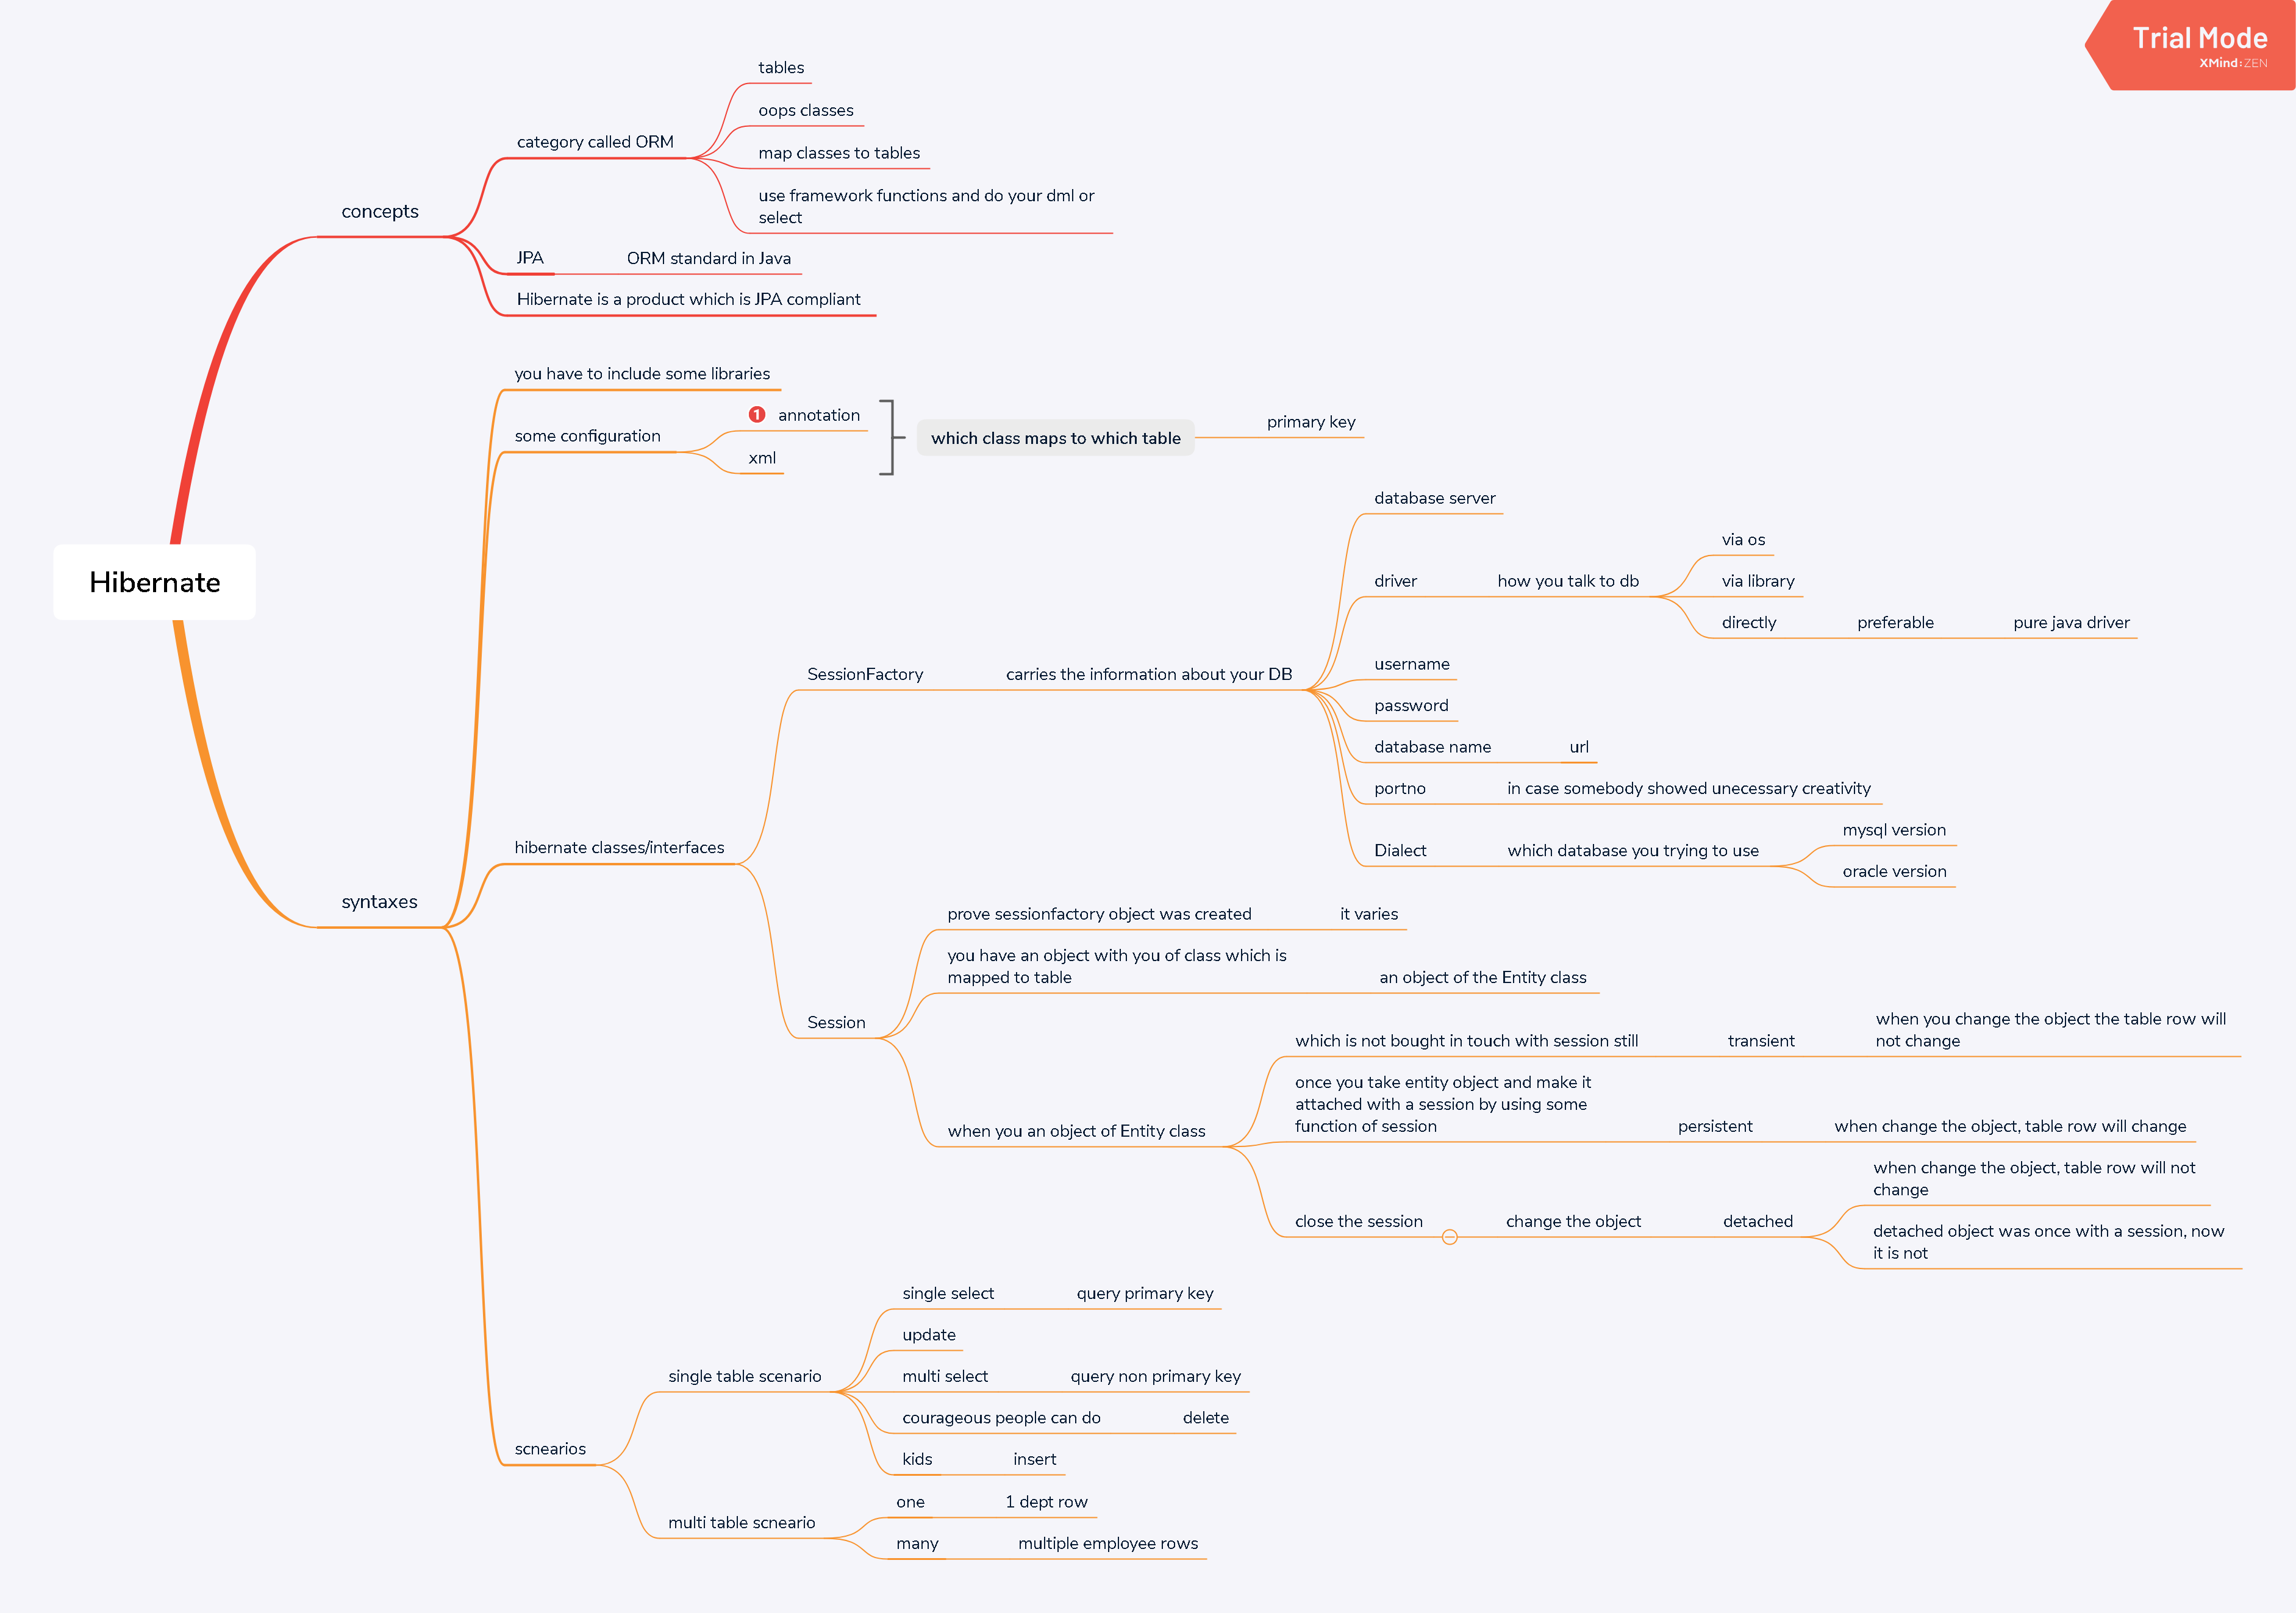 Trial Mode
XMind:ZEN
Hibernate
concepts
category called ORM
tables
oops classes
map classes to tables
use framework functions and do your dml or
select
JPA
ORM standard in Java
Hibernate is a product which is JPA compliant
syntaxes
you have to include some libraries
some configuration
1 annotation
xml
which class maps to which table
primary key
hibernate classes/interfaces
SessionFactory
carries the information about your DB
database server
driver
how you talk to db
via os
via library
directly
preferable
pure java driver
username
password
database name
url
portno
in case somebody showed unecessary creativity
Dialect
which database you trying to use
mysql version
oracle version
Session
prove sessionfactory object was created
it varies
you have an object with you of class which is
mapped to table
an object of the Entity class
when you an object of Entity class
which is not bought in touch with session still
transient
when you change the object the table row will
not change
once you take entity object and make it
attached with a session by using some
function of session
persistent
when change the object, table row will change
close the session
change the object
detached
when change the object, table row will not
change
detached object was once with a session, now
it is not
scnearios
single table scenario
single select
query primary key
update
multi select
query non primary key
courageous people can do
delete
kids
insert
multi table scneario
one
1 dept row
many
multiple employee rows